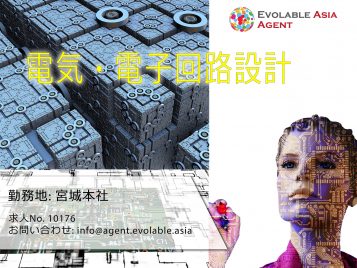 EVOLABLE ASIA
AGENT
電気・電子回路設計
勤務地: 宮城本社
求人No. 10176
お問い合わせ: info@agent.evolable.asia